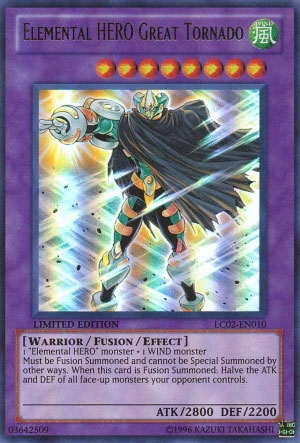 Elemental HERO Great Tornado
WIND
風
LIMITED EDITION LC02-EN010
[Warrior / Fusion / Effect]
1 "Elemental HERO" monster + 1 WIND monster
Must be Fusion Summoned and cannot be Special Summoned by
other ways. When this card is Fusion Summoned: Halve the ATK
and DEF of all face-up monsters your opponent controls.
ATK/2800 DEF/2200
03642509 ©1996 KAZUKI TAKAHASHI